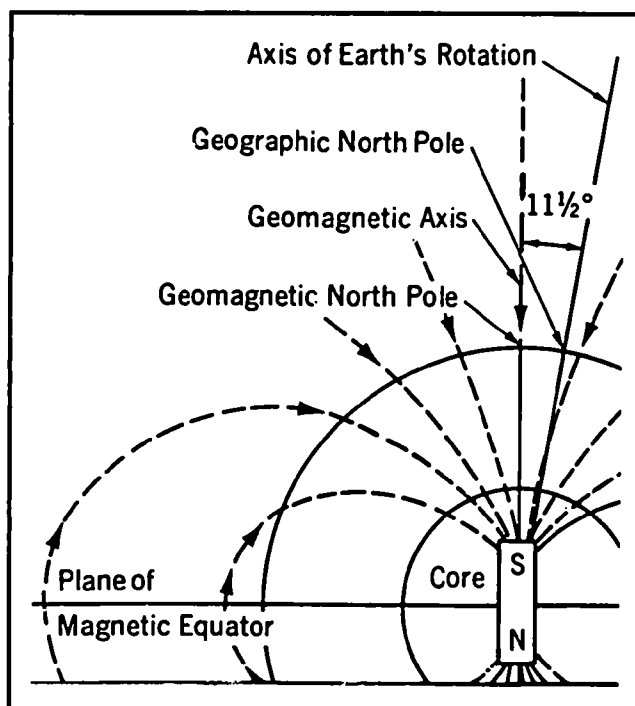 Axis of Earth's Rotation
Geographic North Pole
11½°
Geomagnetic Axis
Geomagnetic North Pole
Plane of
Magnetic Equator
Core
S
N